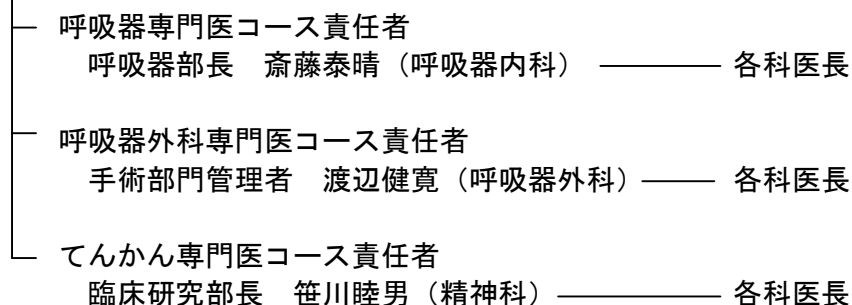 呼吸器専門医コース責任者
呼吸器部長　斎藤泰晴（呼吸器内科）　各科医長
呼吸器外科専門医コース責任者
手術部門管理者　渡辺健寛（呼吸器外科）　各科医長
てんかん専門医コース責任者
臨床研究部長　笹川睦男（精神科）　各科医長